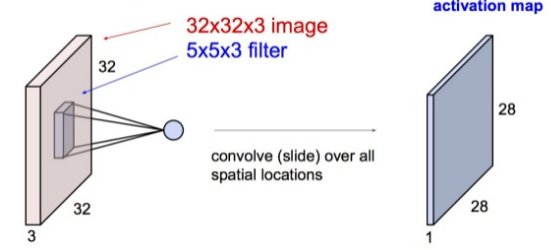 activation map
32x32x3 image
5x5x3 filter
32
28
convolve (slide) over all
spatial locations
32
28
3
1